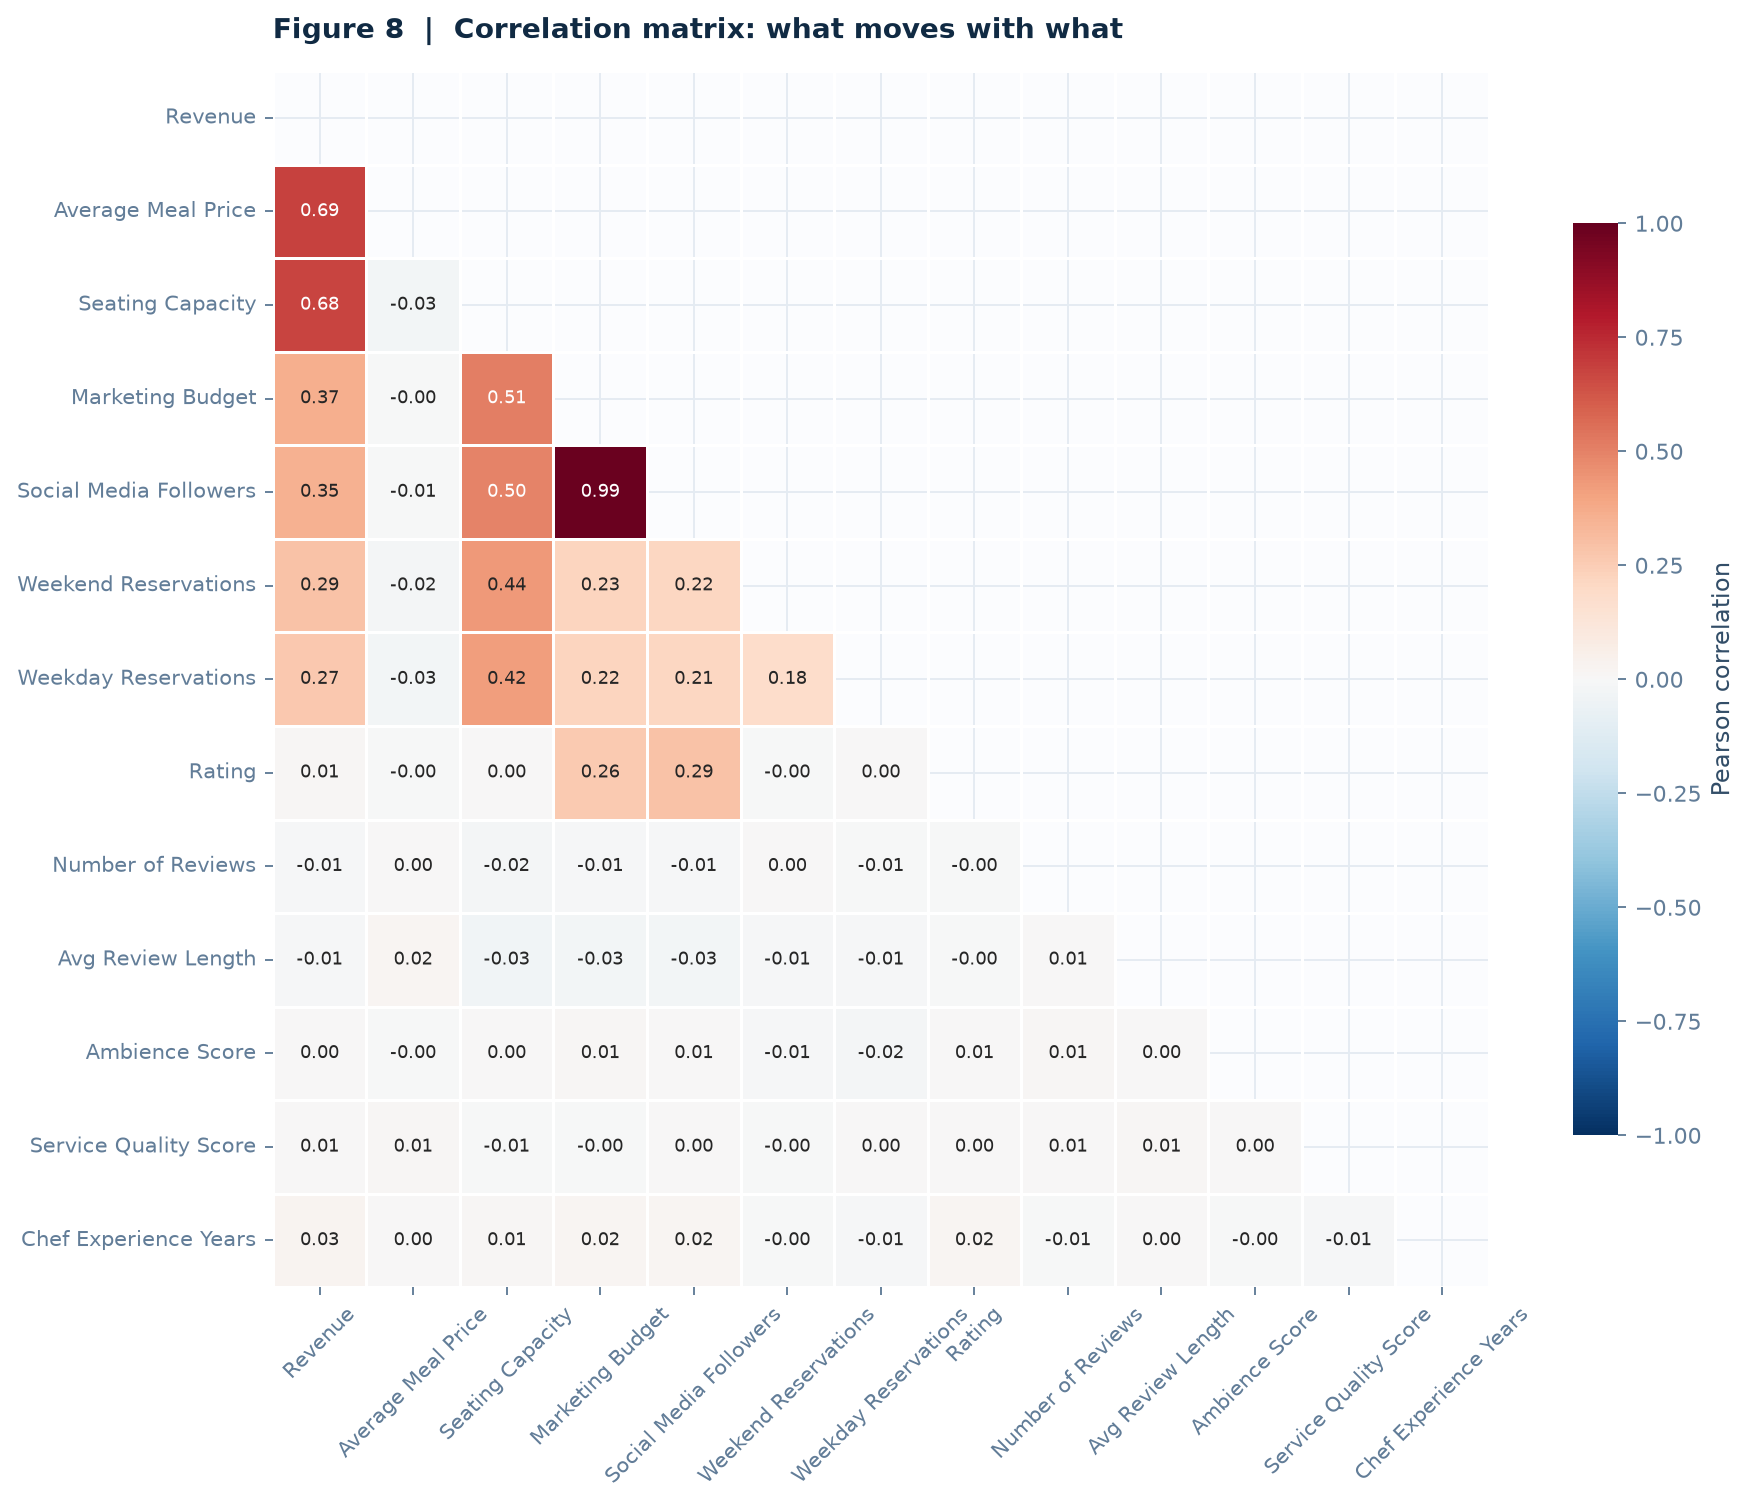 Figure 8 | Correlation matrix: what moves with what
Revenue
Average Meal Price 0.69
Seating Capacity 0.68 -0.03
Marketing Budget 0.37 -0.00 0.51
Social Media Followers 0.35 -0.01 0.50 0.99
Weekend Reservations 0.29 -0.02 0.44 0.23 0.22
Weekday Reservations 0.27 -0.03 0.42 0.22 0.21 0.18
Rating 0.01 -0.00 0.00 0.26 0.29 -0.00 0.00
Number of Reviews -0.01 0.00 -0.02 -0.01 -0.01 0.00 -0.01 -0.00
Avg Review Length -0.01 0.02 -0.03 -0.03 -0.03 -0.01 -0.01 -0.00 0.01
Ambience Score 0.00 -0.00 0.00 0.01 0.01 -0.01 -0.02 0.01 0.01 0.00
Service Quality Score 0.01 0.01 -0.01 -0.00 0.00 -0.00 0.00 0.00 0.01 0.01 0.00
Chef Experience Years 0.03 0.00 0.01 0.02 0.02 -0.00 -0.01 0.02 -0.01 0.00 -0.00 -0.01
Revenue
Average Meal Price
Seating Capacity
Marketing Budget
Social Media Followers
Weekend Reservations
Weekday Reservations
Rating
Number of Reviews
Avg Review Length
Ambience Score
Service Quality Score
Chef Experience Years
1.00
0.75
0.50
0.25
0.00
−0.25
−0.50
−0.75
−1.00
Pearson correlation